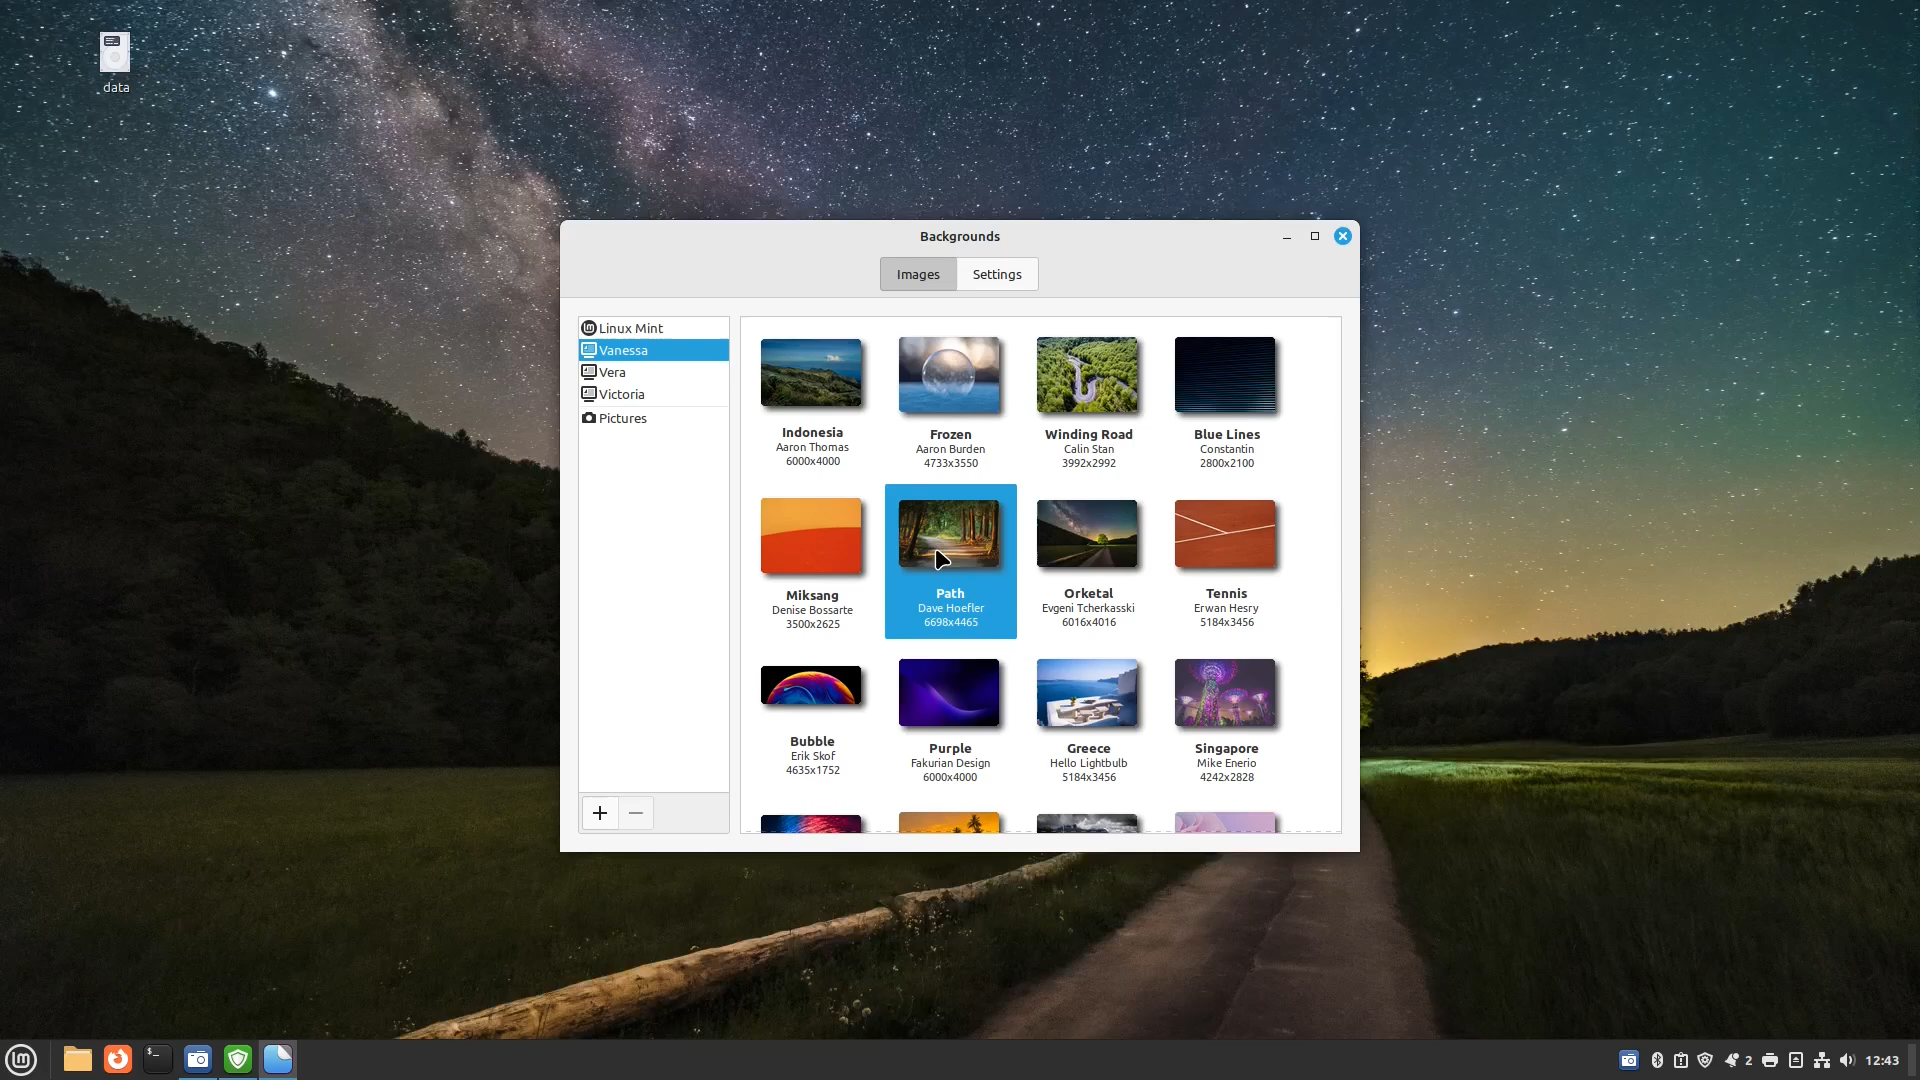 data
Backgrounds
Images
Settings
Linux Mint
Vanessa
Vera
Victoria
Pictures
Indonesia
Aaron Thomas
6000x4000
Frozen
Aaron Burden
4733x3550
Winding Road
Calin Stan
3992x2992
Blue Lines
Constantin
2800x2100
Miksang
Denise Bossarte
3500x2625
Path
Dave Hoefler
6698x4465
Orketal
Evgeni Tcherkasski
6016x4016
Tennis
Erwan Hesry
5184x3456
Bubble
Erik Skof
4635x1752
Purple
Fakurian Design
6000x4000
Greece
Hello Lightbulb
5184x3456
Singapore
Mike Enerio
4242x2828
2
12:43